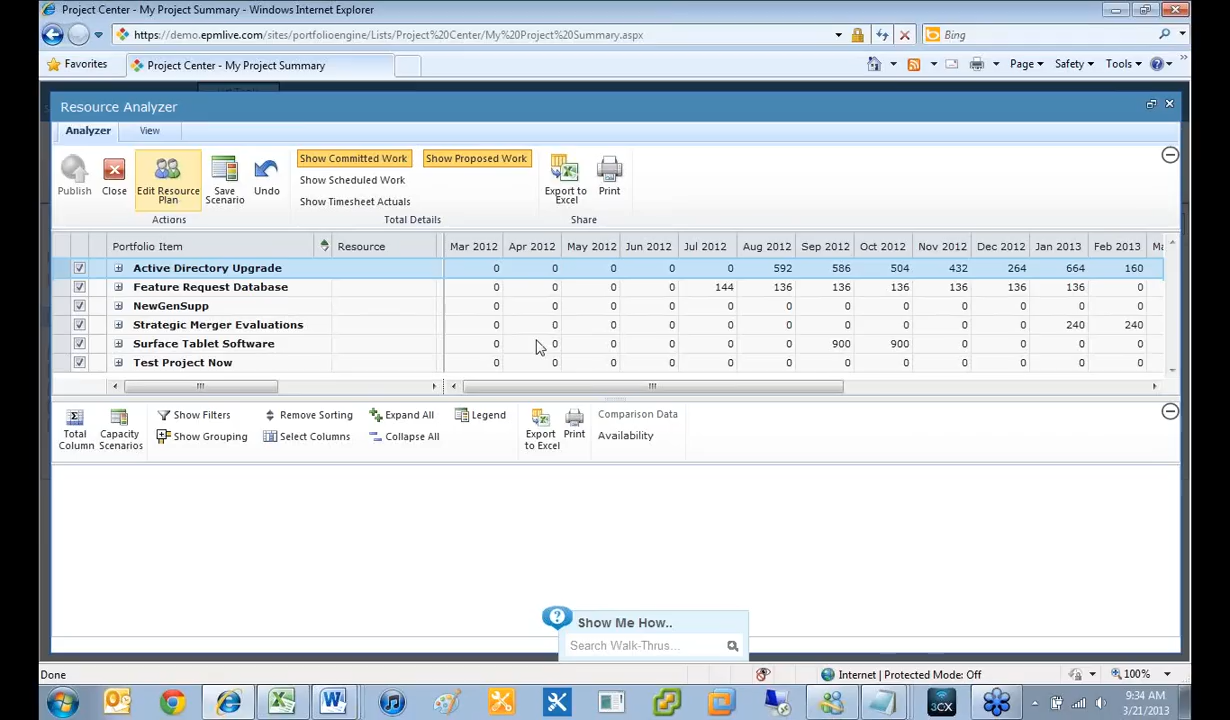 Project Center - My Project Summary - Windows Internet Explorer
https://demo.epmlive.com/sites/portfolioengine/Lists/Project%20Center/My%20Project%20Summary.aspx
Bing
Favorites
Project Center - My Project Summary
Page
Safety
Tools
Resource Analyzer
Analyzer View
Publish
Close
Edit Resource Plan
Save Scenario
Undo
Actions
Show Committed Work Show Proposed Work
Show Scheduled Work
Show Timesheet Actuals
Total Details
Export to Excel
Print
Share
Portfolio Item Resource Mar 2012 Apr 2012 May 2012 Jun 2012 Jul 2012 Aug 2012 Sep 2012 Oct 2012 Nov 2012 Dec 2012 Jan 2013 Feb 2013 Ma
Active Directory Upgrade 0 0 0 0 0 592 586 504 432 264 664 160
Feature Request Database 0 0 0 0 144 136 136 136 136 136 136 0
NewGenSupp 0 0 0 0 0 0 0 0 0 0 0 0
Strategic Merger Evaluations 0 0 0 0 0 0 0 0 0 0 240 240
Surface Tablet Software 0 0 0 0 0 0 900 900 0 0 0 0
Test Project Now 0 0 0 0 0 0 0 0 0 0 0 0
Total Column
Capacity Scenarios
Show Filters
Show Grouping
Remove Sorting
Select Columns
Expand All
Collapse All
Legend
Export to Excel
Print
Comparison Data
Availability
Show Me How..
Search Walk-Thrus...
Done
Internet | Protected Mode: Off
100%
3CX
9:34 AM
3/21/2013